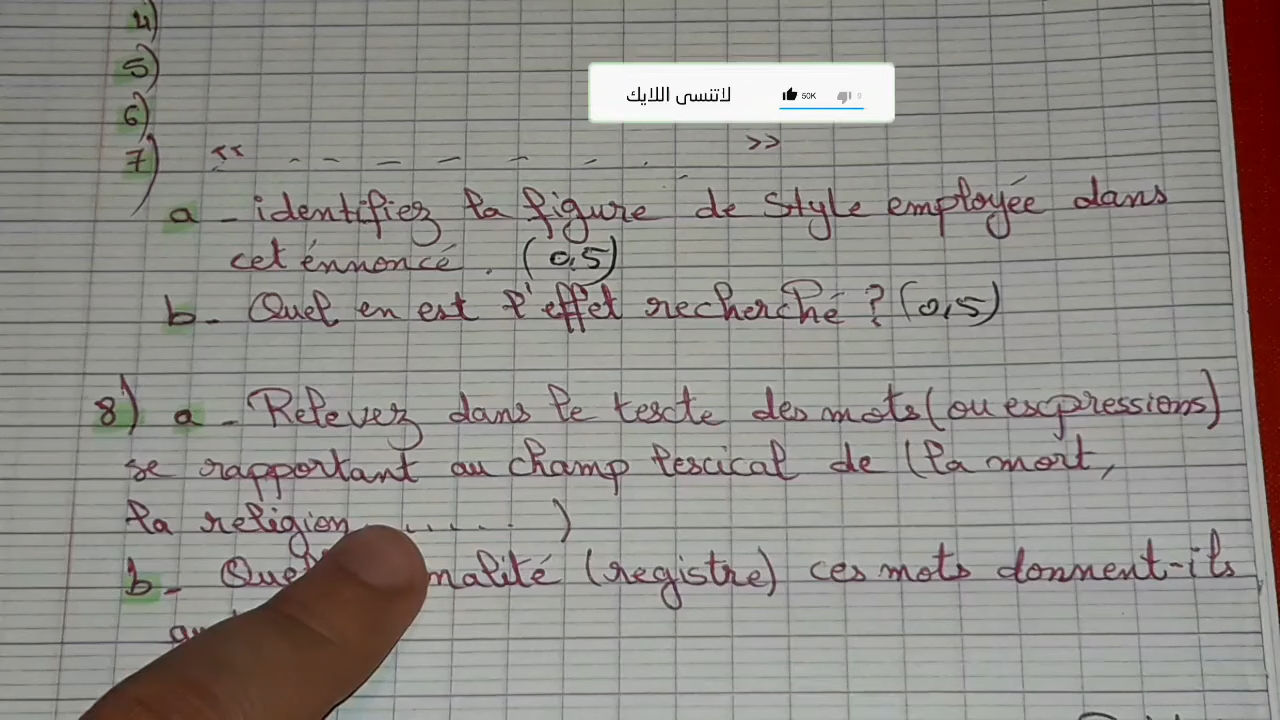 4)
5)
6)
لاتنسى اللايك 50K 0
7) " _ _ _ _ _ _ . >>
a - identifiez la figure de style employée dans
cet énnoncé. (0,5)
b - Quel en est l'effet recherché ? (0,5)
8) a - Relevez dans le texte des mots (ou expressions)
se rapportant au champ lexical de (la mort,
la religion ......)
b - malité (registre) ces mots donnent-ils